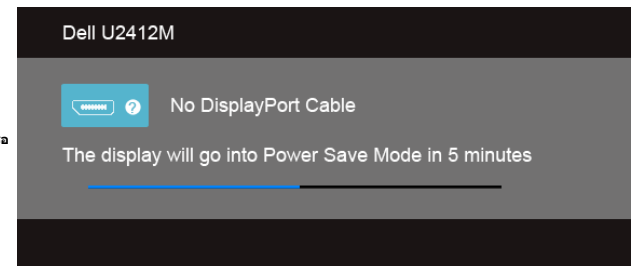 Dell U2412M
No DisplayPort Cable
The display will go into Power Save Mode in 5 minutes